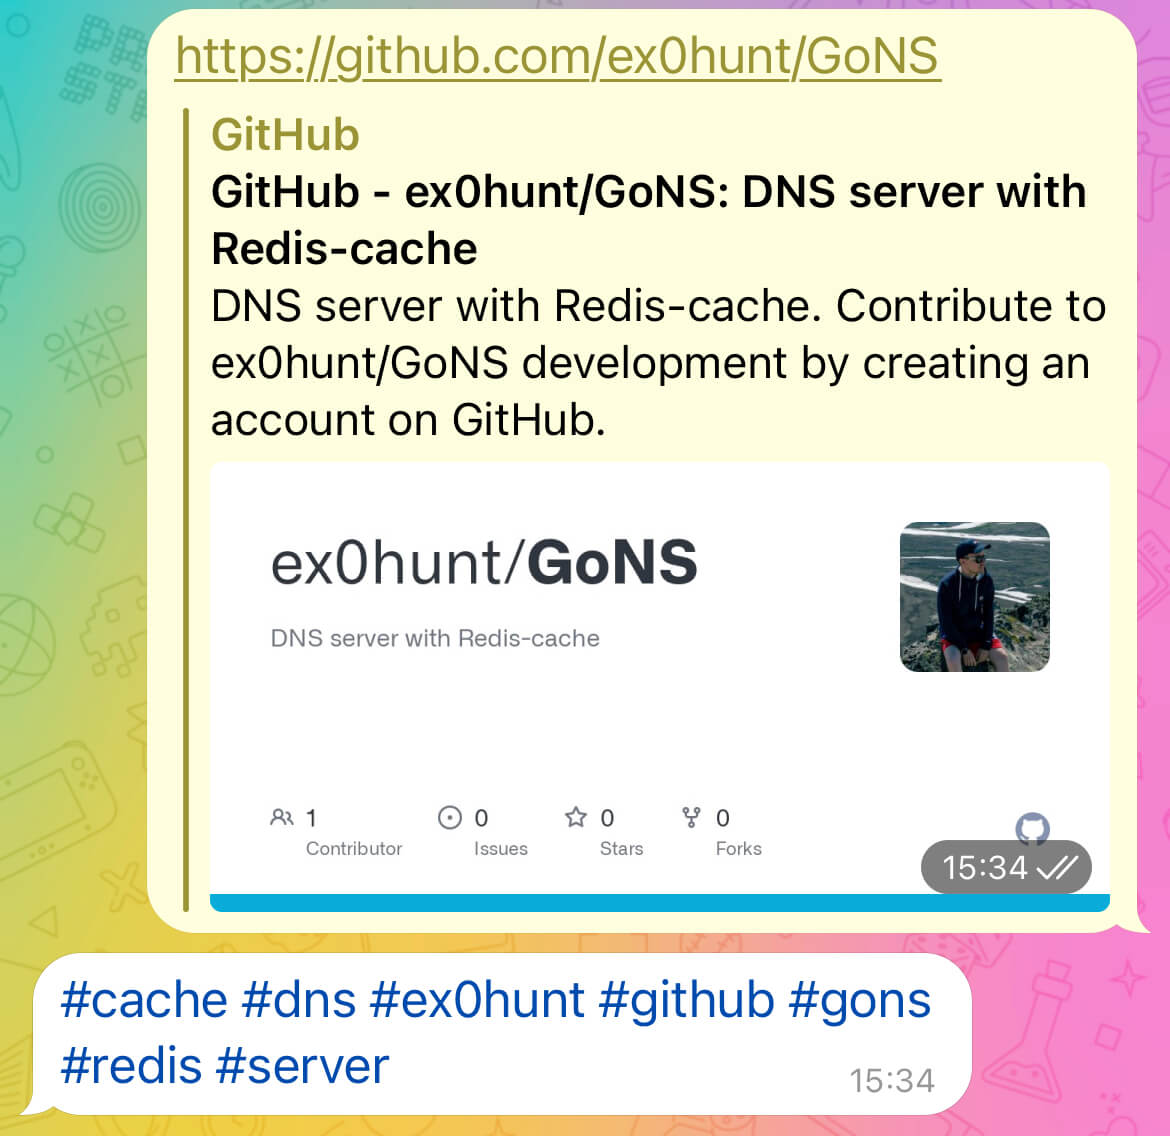 https://github.com/ex0hunt/GoNS
GitHub
GitHub - ex0hunt/GoNS: DNS server with
Redis-cache
DNS server with Redis-cache. Contribute to
ex0hunt/GoNS development by creating an
account on GitHub.
ex0hunt/GoNS
DNS server with Redis-cache
1 0 0 0
Contributor Issues Stars Forks
15:34
#cache #dns #ex0hunt #github #gons
#redis #server
15:34